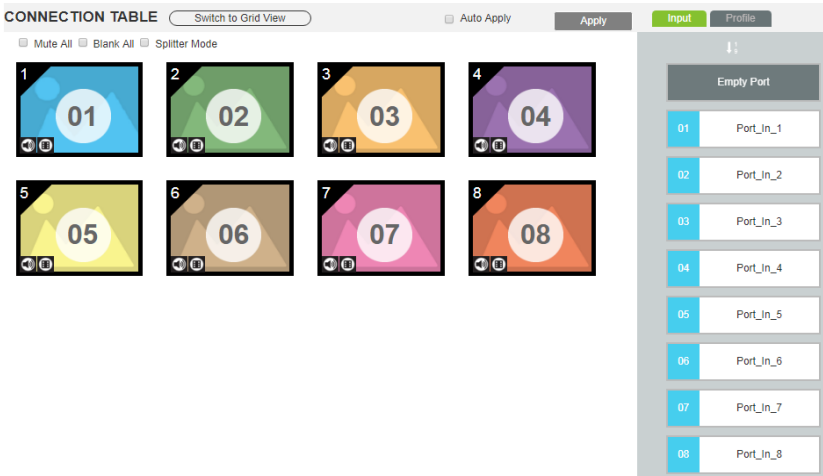 CONNECTION TABLE Switch to Grid View Auto Apply Apply Input Profile
Mute All Blank All Splitter Mode
Empty Port
1 01
2 02
3 03
4 04
5 05
6 06
7 07
8 08
01 Port_In_1
02 Port_In_2
03 Port_In_3
04 Port_In_4
05 Port_In_5
06 Port_In_6
07 Port_In_7
08 Port_In_8